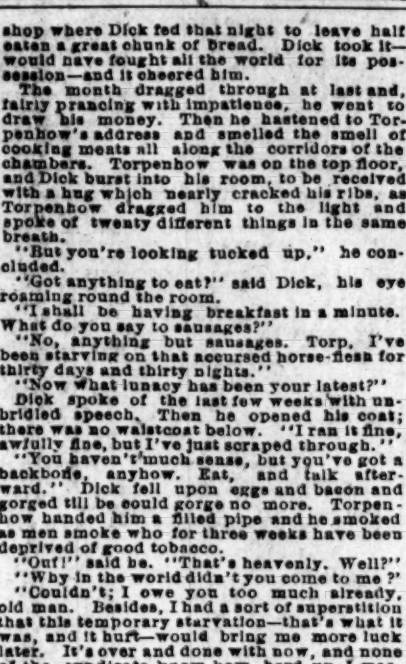 shop where Dick fed that night to leave half
eaten a great chunk of bread. Dick took it—
would have fought all the world for its pos-
session—and it cheered him.
The month dragged through at last and,
fairly prancing with impatience, he went to
draw his money. Then he hastened to Tor-
penhow's address and smelled the smell of
cooking meats all along the corridors of the
chambers. Torpenhow was on the top floor,
and Dick burst into his room, to be received
with a hug which nearly cracked his ribs, as
Torpenhow dragged him to the light and
spoke of twenty different things in the same
breath.
"But you're looking tucked up," he con-
cluded.
"Got anything to eat?" said Dick, his eye
roaming round the room.
"I shall be having breakfast in a minute.
What do you say to sausages?"
"No, anything but sausages. Torp, I've
been starving on that accursed horse-flesh for
thirty days and thirty nights."
"Now what lunacy has been your latest?"
Dick spoke of the last few weeks with un-
bridled speech. Then he opened his coat;
there was no waistcoat below. "I ran it fine,
awfully fine, but I've just scraped through."
"You haven't much sense, but you've got a
backbone, anyhow. Eat, and talk after-
ward." Dick fell upon eggs and bacon and
gorged till be could gorge no more. Torpen-
how handed him a filled pipe and he smoked
as men smoke who for three weeks have been
deprived of good tobacco.
"Ouf!" said be. "That's heavenly. Well?"
"Why in the world didn't you come to me ?'
"Couldn't; I owe you too much already,
old man. Besides, I had a sort of superstition
that this temporary starvation—that's what it
was, and it hurt—would bring me more luck
later. It's over and done with now, and none